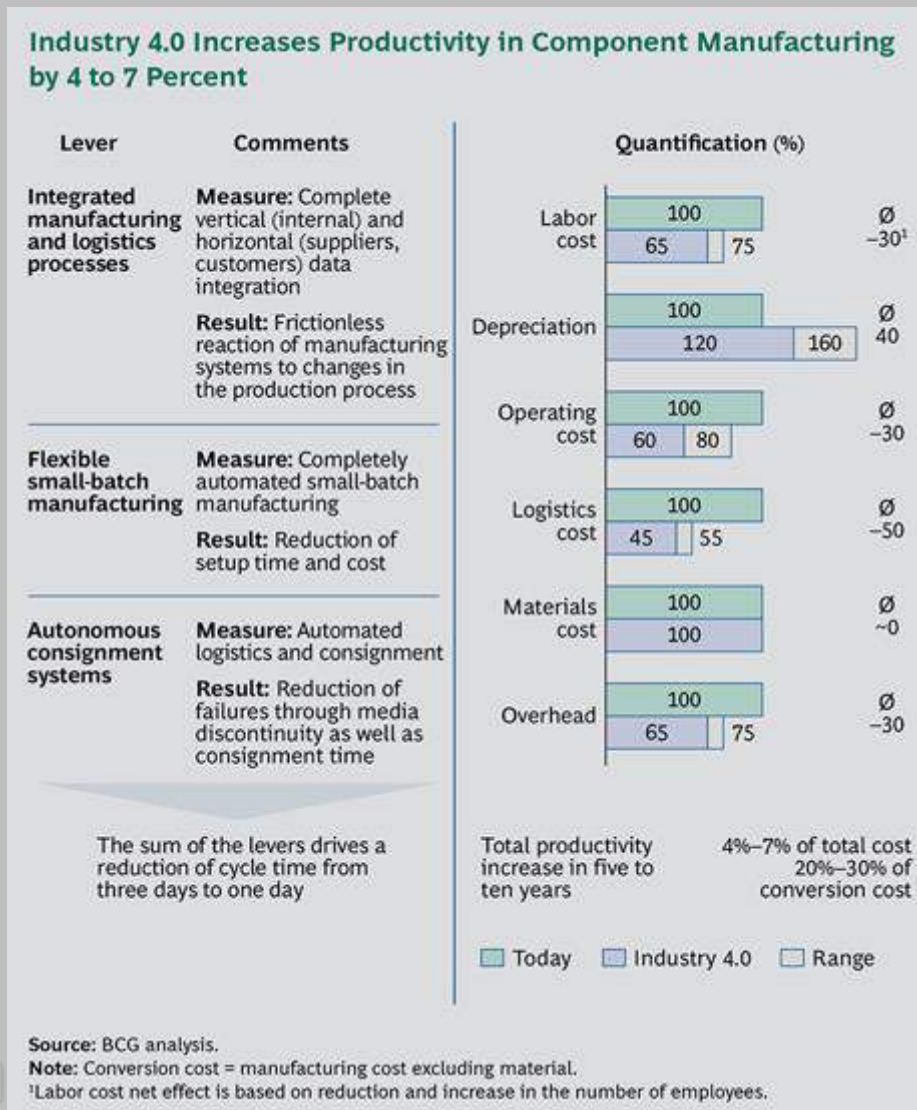 Industry 4.0 Increases Productivity in Component Manufacturing
by 4 to 7 Percent
Lever
Comments
Integrated
manufacturing
and logistics
processes
Measure: Complete
vertical (internal) and
horizontal (suppliers,
customers) data
integration
Result: Frictionless
reaction of manufacturing
systems to changes in
the production process
Flexible
small-batch
manufacturing
Measure: Completely
automated small-batch
manufacturing
Result: Reduction of
setup time and cost
Autonomous
consignment
systems
Measure: Automated
logistics and consignment
Result: Reduction of
failures through media
discontinuity as well as
consignment time
The sum of the levers drives a
reduction of cycle time from
three days to one day
Quantification (%)
Labor
cost
100
65 75
Ø
−30¹
Depreciation
100
120 160
Ø
40
Operating
cost
100
60 80
Ø
−30
Logistics
cost
100
45 55
Ø
−50
Materials
cost
100
100
Ø
~0
Overhead
100
65 75
Ø
−30
Total productivity
increase in five to
ten years
4%–7% of total cost
20%–30% of
conversion cost
Today Industry 4.0 Range
Source: BCG analysis.
Note: Conversion cost = manufacturing cost excluding material.
¹Labor cost net effect is based on reduction and increase in the number of employees.